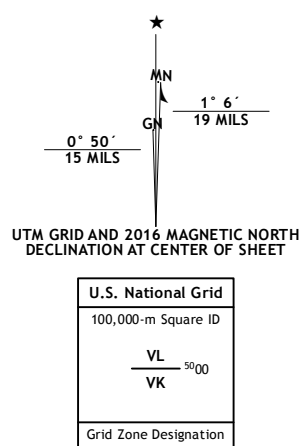 ★
MN
GN
1° 6´
19 MILS
0° 50´
15 MILS
UTM GRID AND 2016 MAGNETIC NORTH
DECLINATION AT CENTER OF SHEET
U.S. National Grid
100,000-m Square ID
VL
5000
VK
Grid Zone Designation